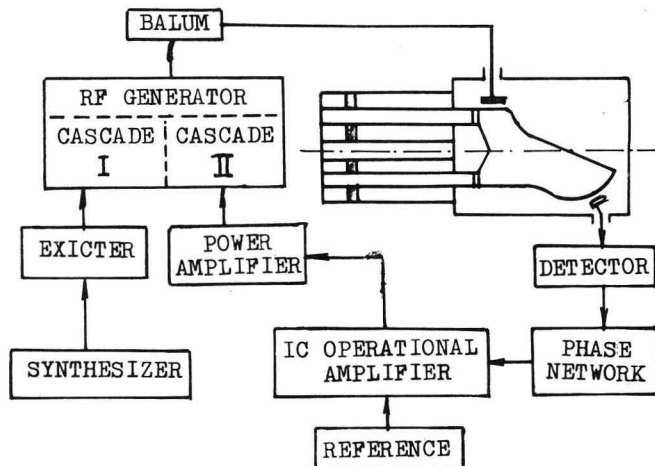 BALUM
RF GENERATOR
CASCADE CASCADE
I II
EXICTER
POWER
AMPLIFIER
DETECTOR
SYNTHESIZER
IC OPERATIONAL
AMPLIFIER
PHASE
NETWORK
REFERENCE